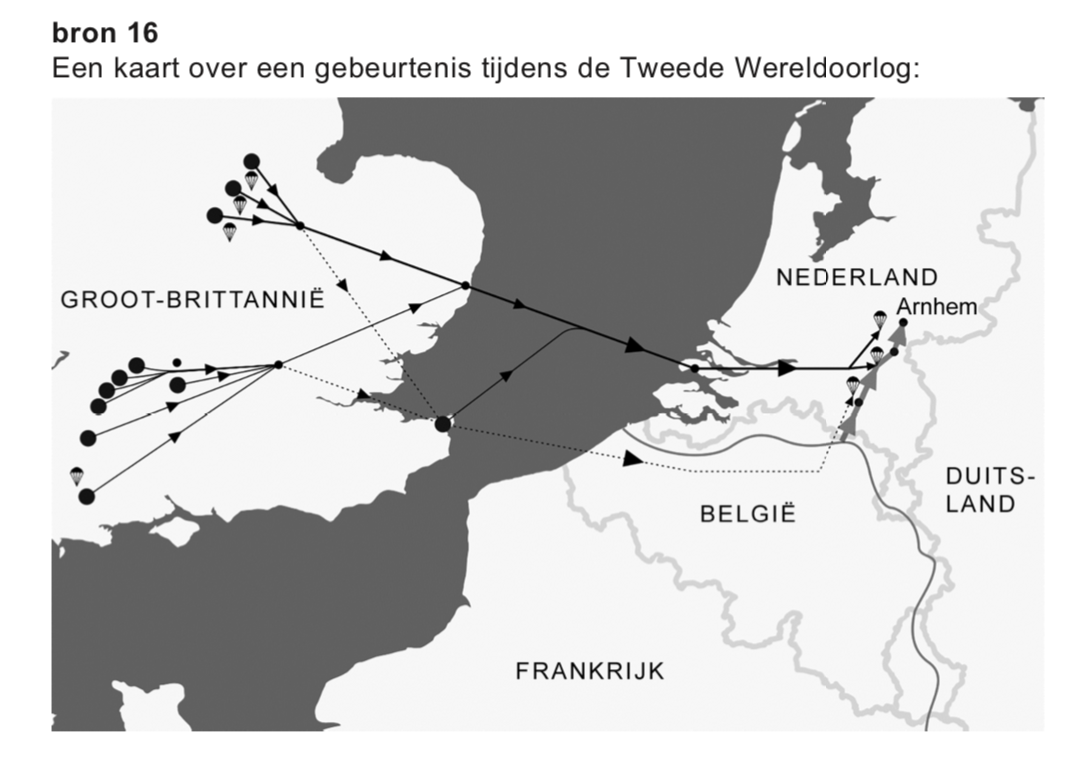 bron 16
Een kaart over een gebeurtenis tijdens de Tweede Wereldoorlog:
NEDERLAND
GROOT-BRITTANNIË
Arnhem
DUITS-
LAND
BELGIË
FRANKRIJK